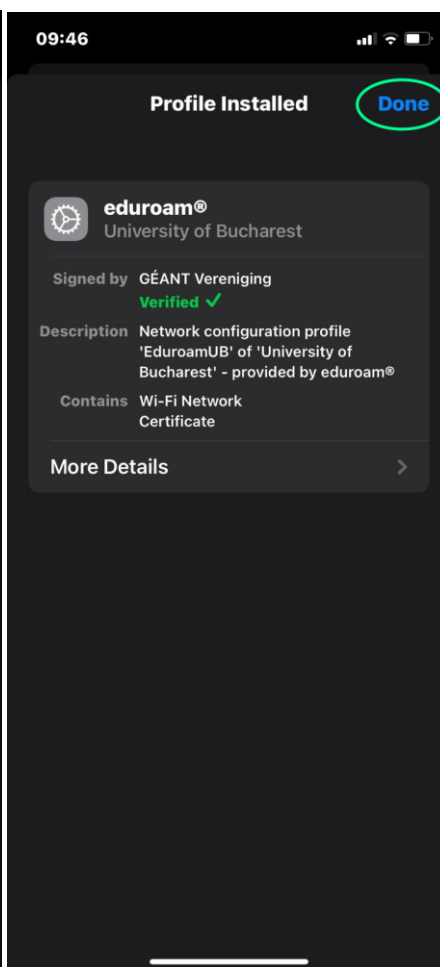 09:46
Profile Installed Done
eduroam®
University of Bucharest
Signed by GÉANT Vereniging
Verified ✓
Description Network configuration profile
'EduroamUB' of 'University of
Bucharest' - provided by eduroam®
Contains Wi-Fi Network
Certificate
More Details